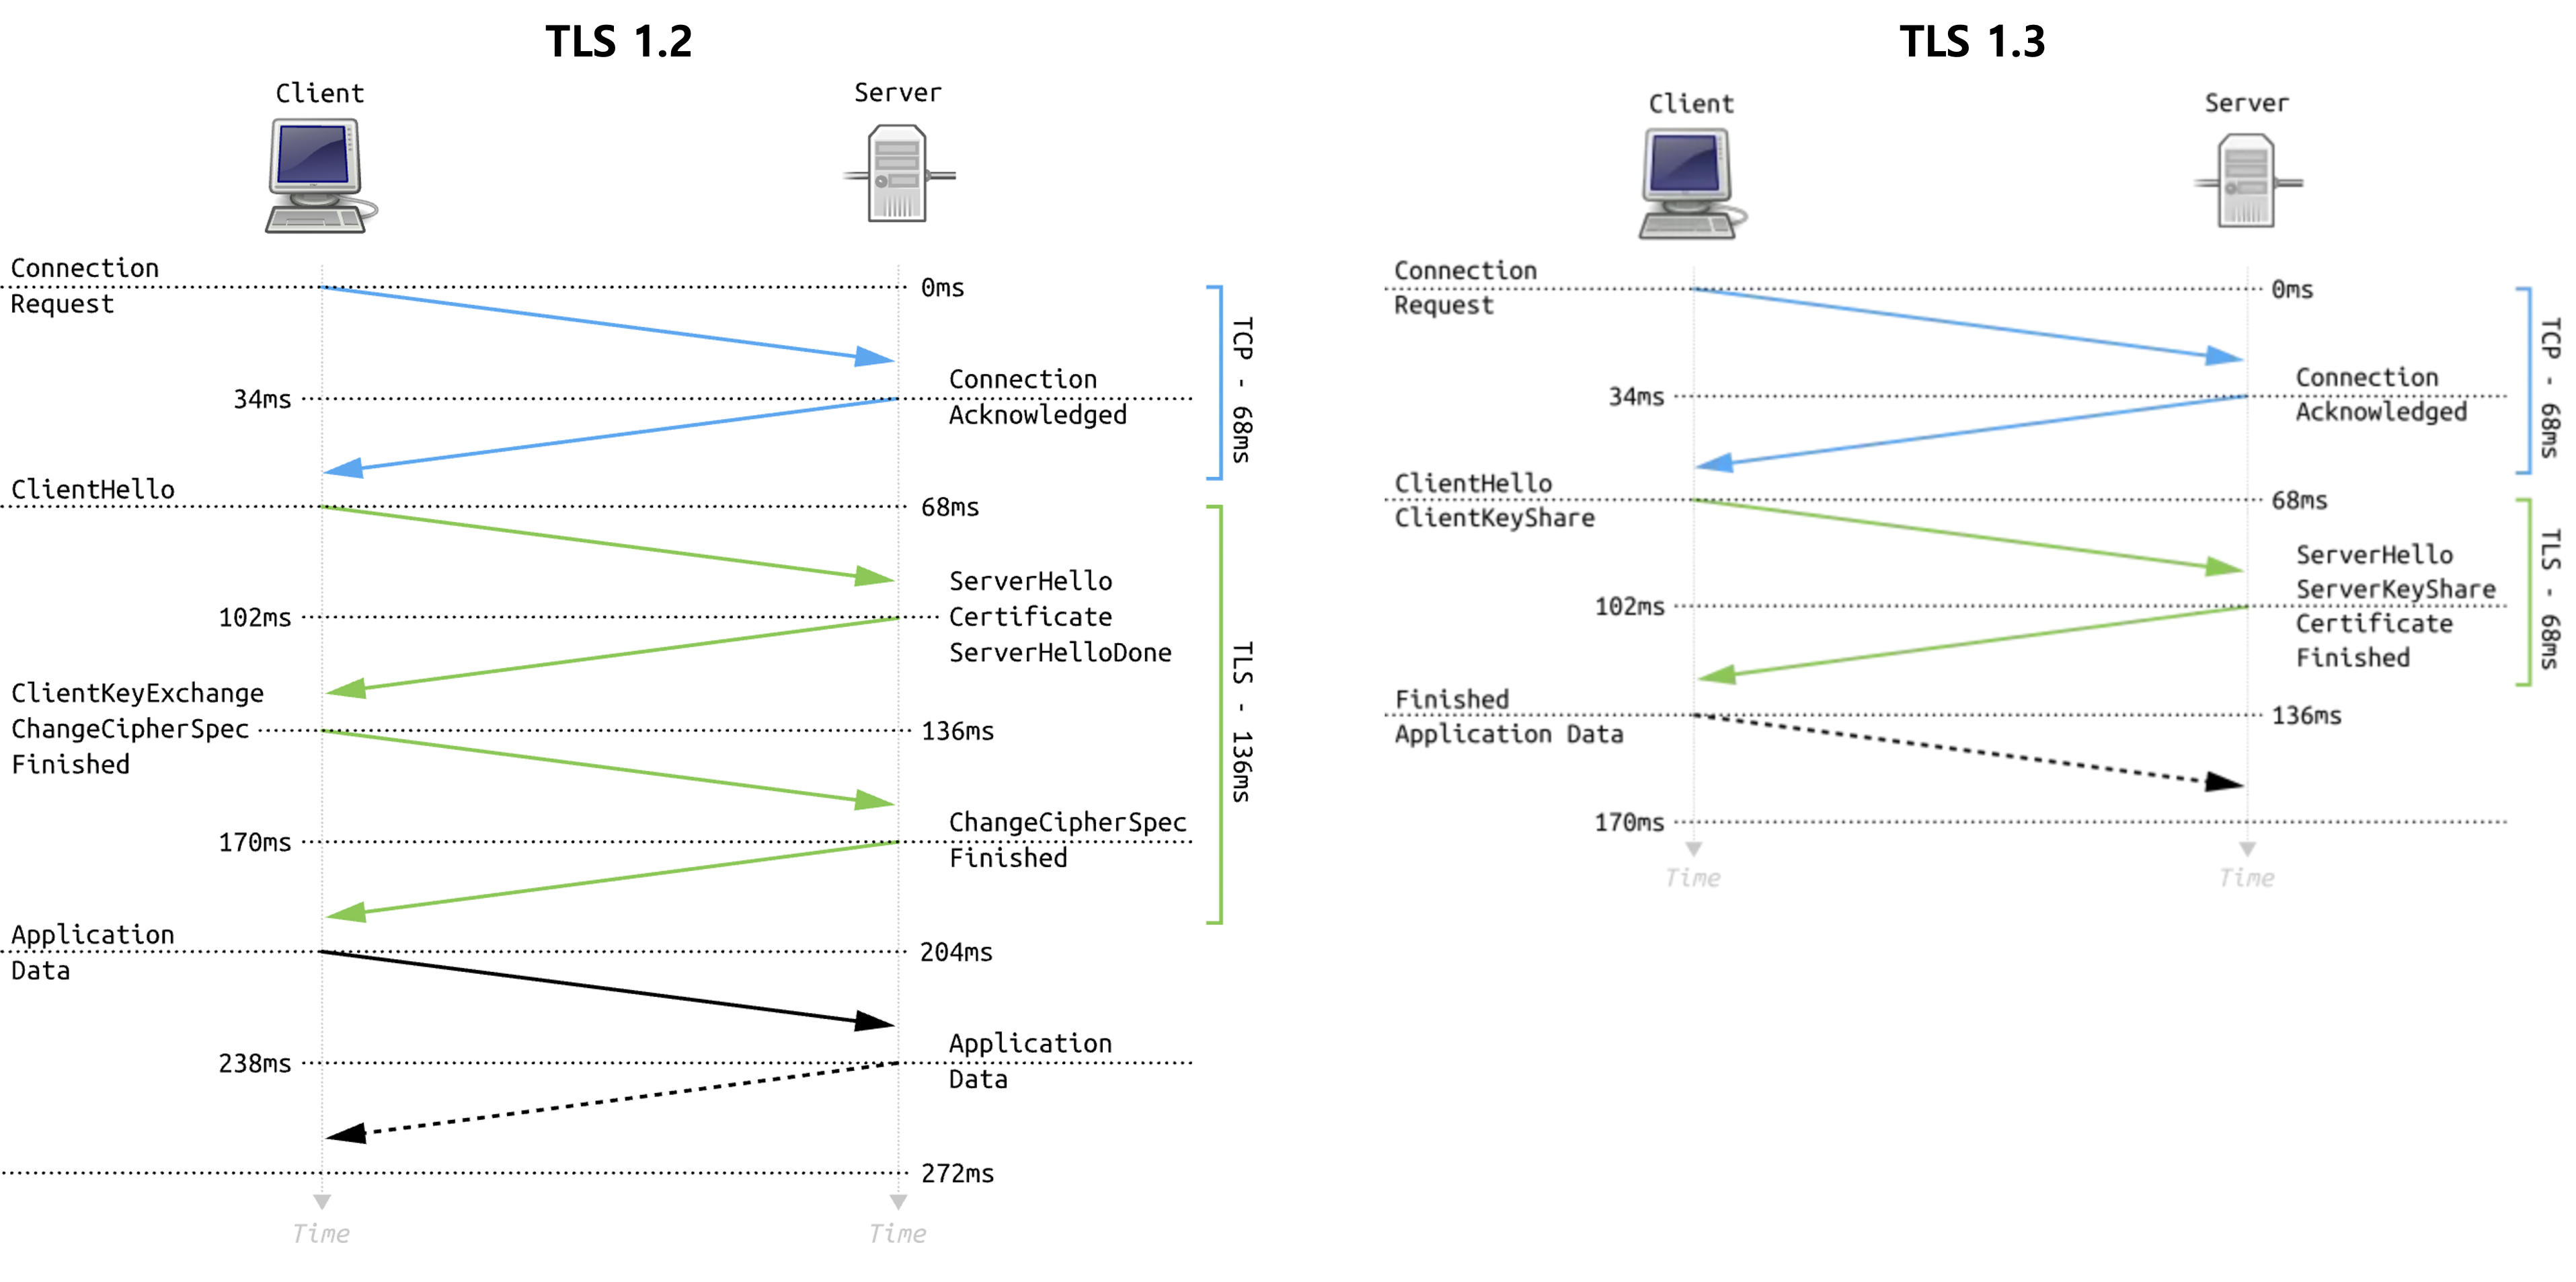 TLS 1.2
Client
Server
Connection
Request
0ms
34ms
Connection
Acknowledged
TCP - 68ms
ClientHello
68ms
102ms
ServerHello
Certificate
ServerHelloDone
ClientKeyExchange
ChangeCipherSpec
Finished
136ms
TLS - 136ms
170ms
ChangeCipherSpec
Finished
Application
Data
204ms
238ms
Application
Data
272ms
Time
Time
TLS 1.3
Client
Server
Connection
Request
0ms
34ms
Connection
Acknowledged
TCP - 68ms
ClientHello
ClientKeyShare
68ms
102ms
ServerHello
ServerKeyShare
Certificate
Finished
TLS - 68ms
Finished
Application Data
136ms
170ms
Time
Time